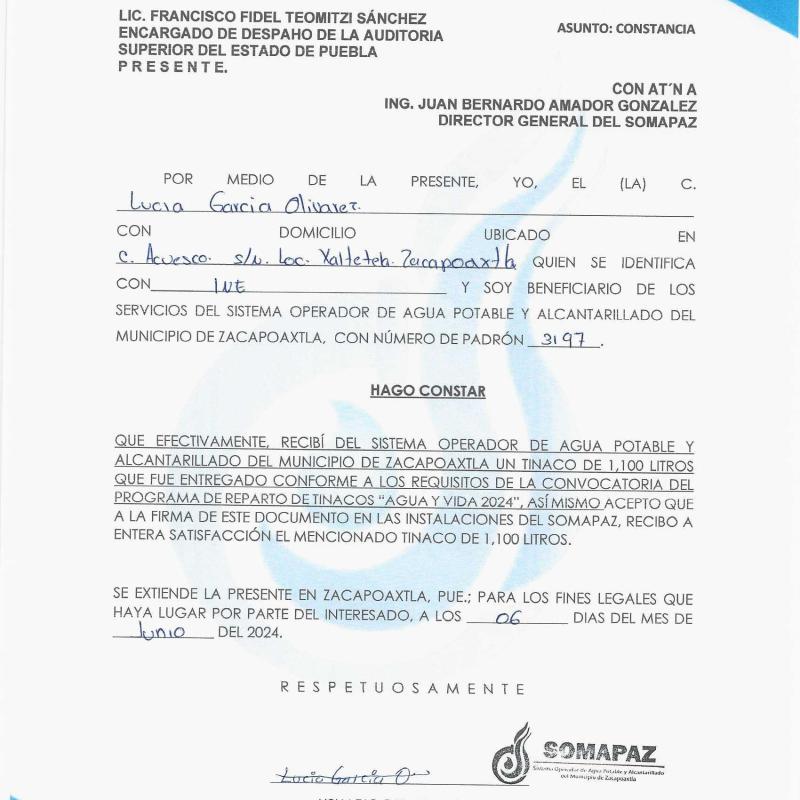 LIC. FRANCISCO FIDEL TEOMITZI SÁNCHEZ
ENCARGADO DE DESPAHO DE LA AUDITORIA
SUPERIOR DEL ESTADO DE PUEBLA
P R E S E N T E.
ASUNTO: CONSTANCIA
CON AT´N A
ING. JUAN BERNARDO AMADOR GONZALEZ
DIRECTOR GENERAL DEL SOMAPAZ
POR MEDIO DE LA PRESENTE, YO, EL (LA) C.
Lucia Garcia Olivarez.
CON DOMICILIO UBICADO EN
C. Acuesco. s/n. Loc. Xalteteh. Zacapoaxtla QUIEN SE IDENTIFICA
CON INE Y SOY BENEFICIARIO DE LOS
SERVICIOS DEL SISTEMA OPERADOR DE AGUA POTABLE Y ALCANTARILLADO DEL
MUNICIPIO DE ZACAPOAXTLA, CON NÚMERO DE PADRÓN 3197.
HAGO CONSTAR
QUE EFECTIVAMENTE, RECIBÍ DEL SISTEMA OPERADOR DE AGUA POTABLE Y
ALCANTARILLADO DEL MUNICIPIO DE ZACAPOAXTLA UN TINACO DE 1,100 LITROS
QUE FUE ENTREGADO CONFORME A LOS REQUISITOS DE LA CONVOCATORIA DEL
PROGRAMA DE REPARTO DE TINACOS “AGUA Y VIDA 2024”, ASÍ MISMO ACEPTO QUE
A LA FIRMA DE ESTE DOCUMENTO EN LAS INSTALACIONES DEL SOMAPAZ, RECIBO A
ENTERA SATISFACCIÓN EL MENCIONADO TINACO DE 1,100 LITROS.
SE EXTIENDE LA PRESENTE EN ZACAPOAXTLA, PUE.; PARA LOS FINES LEGALES QUE
HAYA LUGAR POR PARTE DEL INTERESADO, A LOS 06 DIAS DEL MES DE
Junio DEL 2024.
R E S P E T U O S A M E N T E
Lucia Garcia O
SOMAPAZ
Sistema Operador de Agua Potable y Alcantarillado
del Municipio de Zacapoaxtla